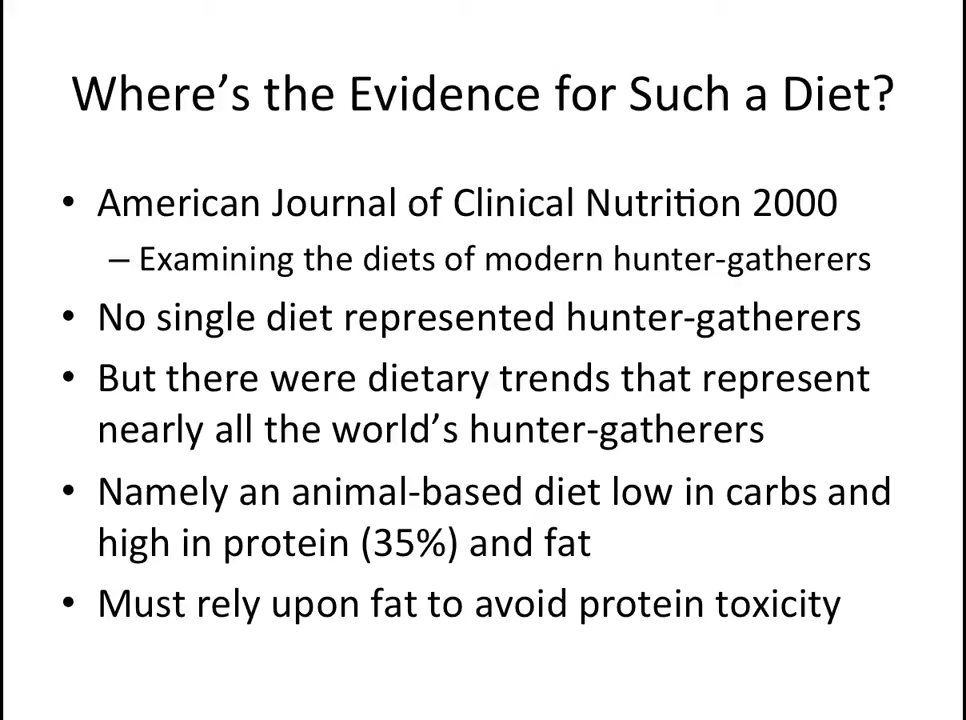 Where's the Evidence for Such a Diet?
• American Journal of Clinical Nutrition 2000
– Examining the diets of modern hunter-gatherers
• No single diet represented hunter-gatherers
• But there were dietary trends that represent
nearly all the world's hunter-gatherers
• Namely an animal-based diet low in carbs and
high in protein (35%) and fat
• Must rely upon fat to avoid protein toxicity